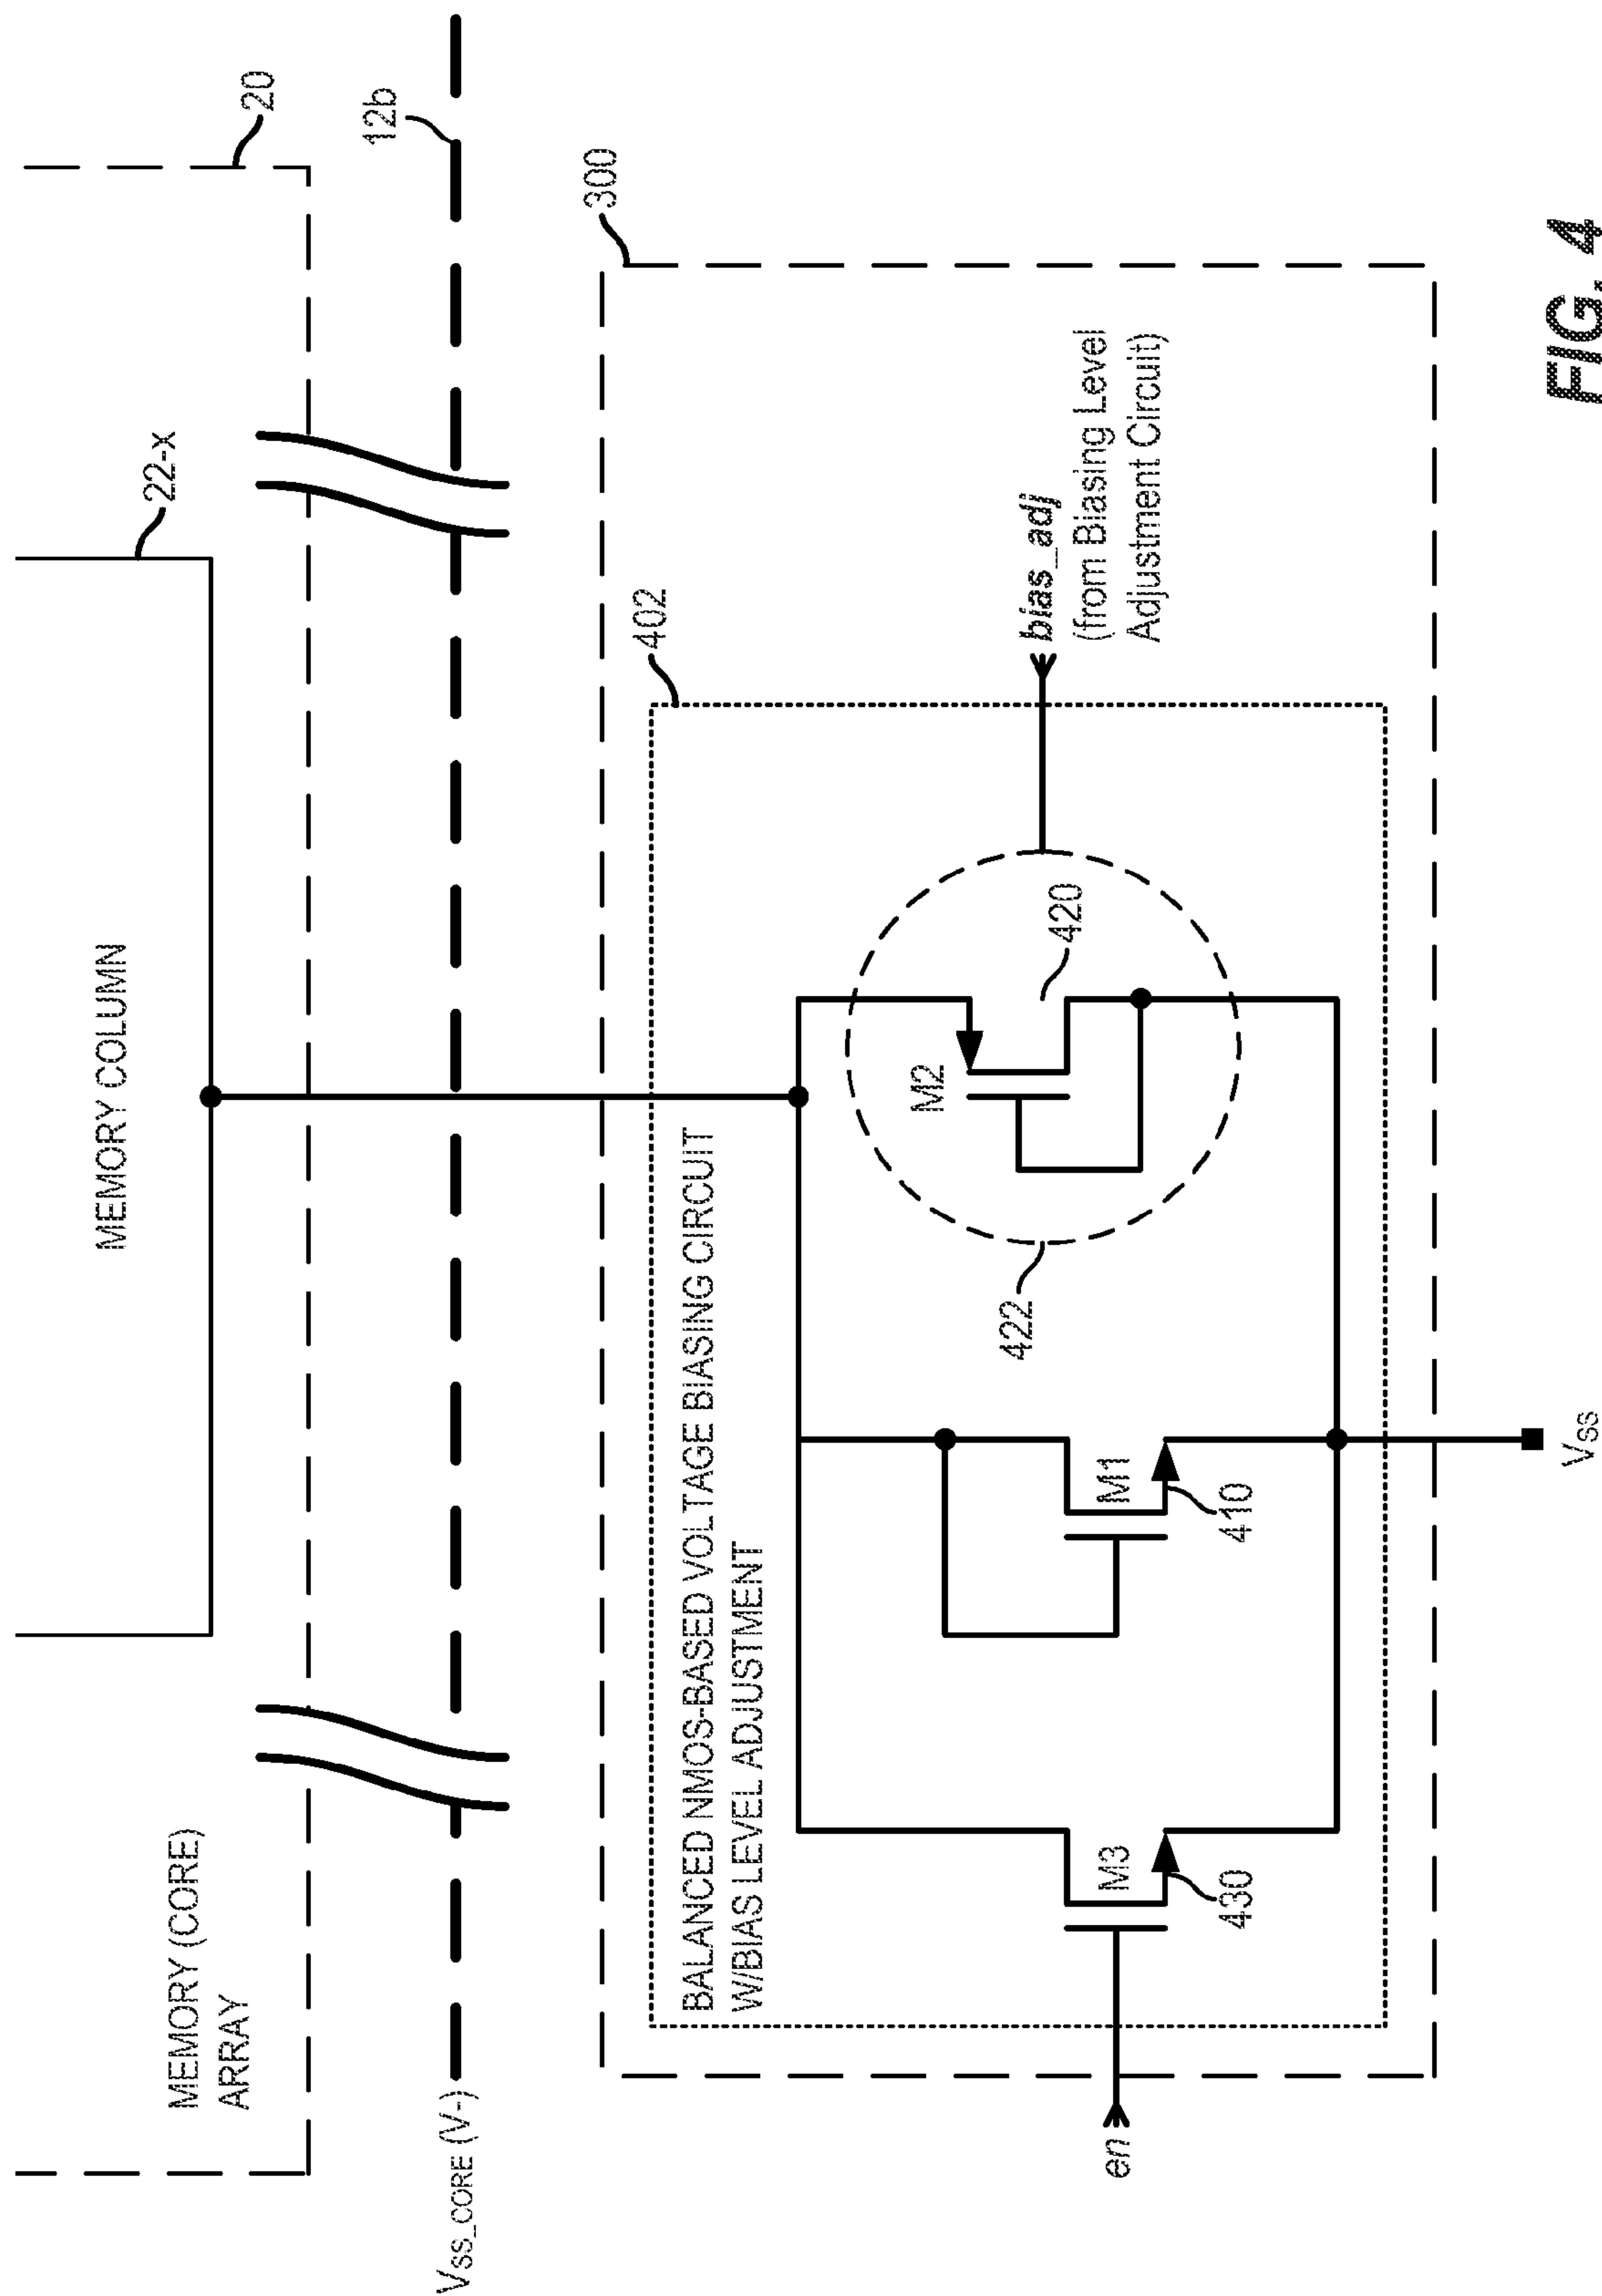 MEMORY (CORE)
ARRAY
MEMORY COLUMN
22-x
20
VSS_CORE (V-)
12b
300
402
BALANCED NMOS-BASED VOLTAGE BIASING CIRCUIT
W/BIAS LEVEL ADJUSTMENT
en
M3
430
M1
410
M2
420
422
bias_adj
(from Biasing Level
Adjustment Circuit)
VSS
FIG. 4